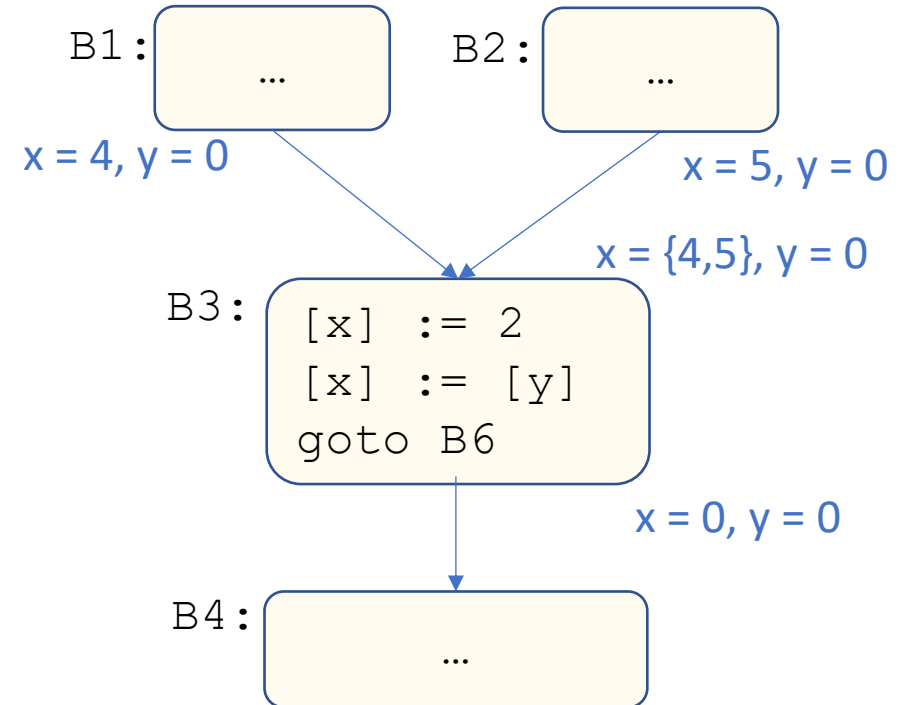 B1:
…
B2:
…
x = 4, y = 0
x = 5, y = 0
x = {4,5}, y = 0
B3:
[x] := 2
[x] := [y]
goto B6
x = 0, y = 0
B4:
…